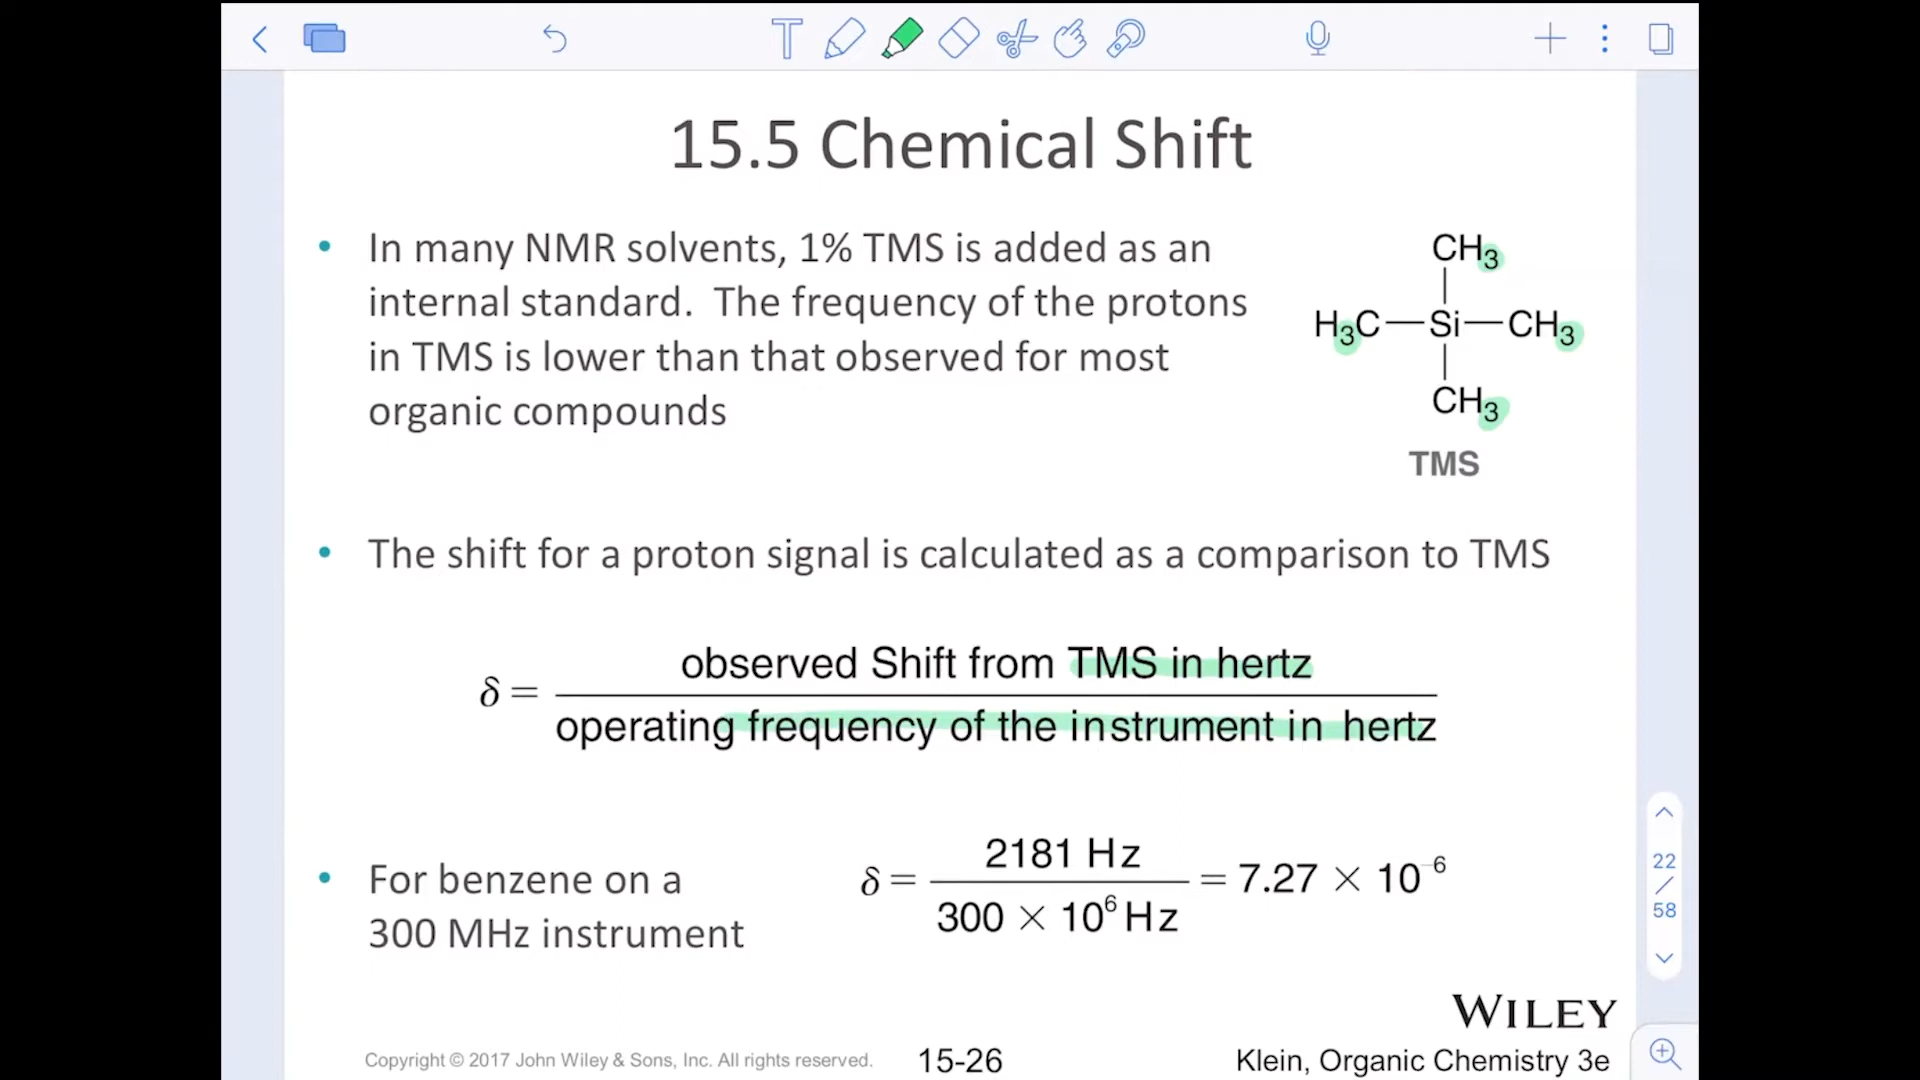 15.5 Chemical Shift
• In many NMR solvents, 1% TMS is added as an
internal standard.  The frequency of the protons
in TMS is lower than that observed for most
organic compounds
CH₃
H₃C—Si—CH₃
CH₃
TMS
• The shift for a proton signal is calculated as a comparison to TMS
observed Shift from TMS in hertz
δ =
operating frequency of the instrument in hertz
• For benzene on a
300 MHz instrument
2181 Hz
δ = = 7.27 × 10⁻⁶
300 × 10⁶ Hz
22
/
58
WILEY
Copyright © 2017 John Wiley & Sons, Inc. All rights reserved.
15-26
Klein, Organic Chemistry 3e